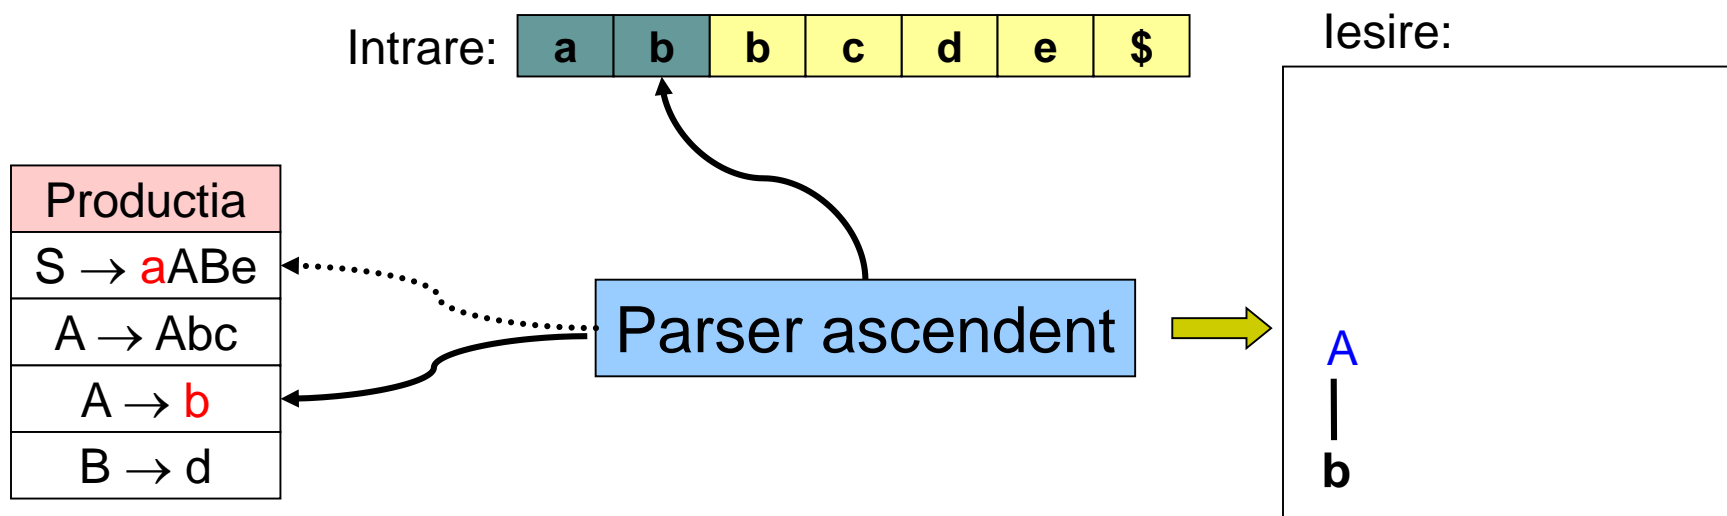 Intrare: a b b c d e $
Iesire:
Productia
S → aABe
A → Abc
A → b
B → d
Parser ascendent
A
b